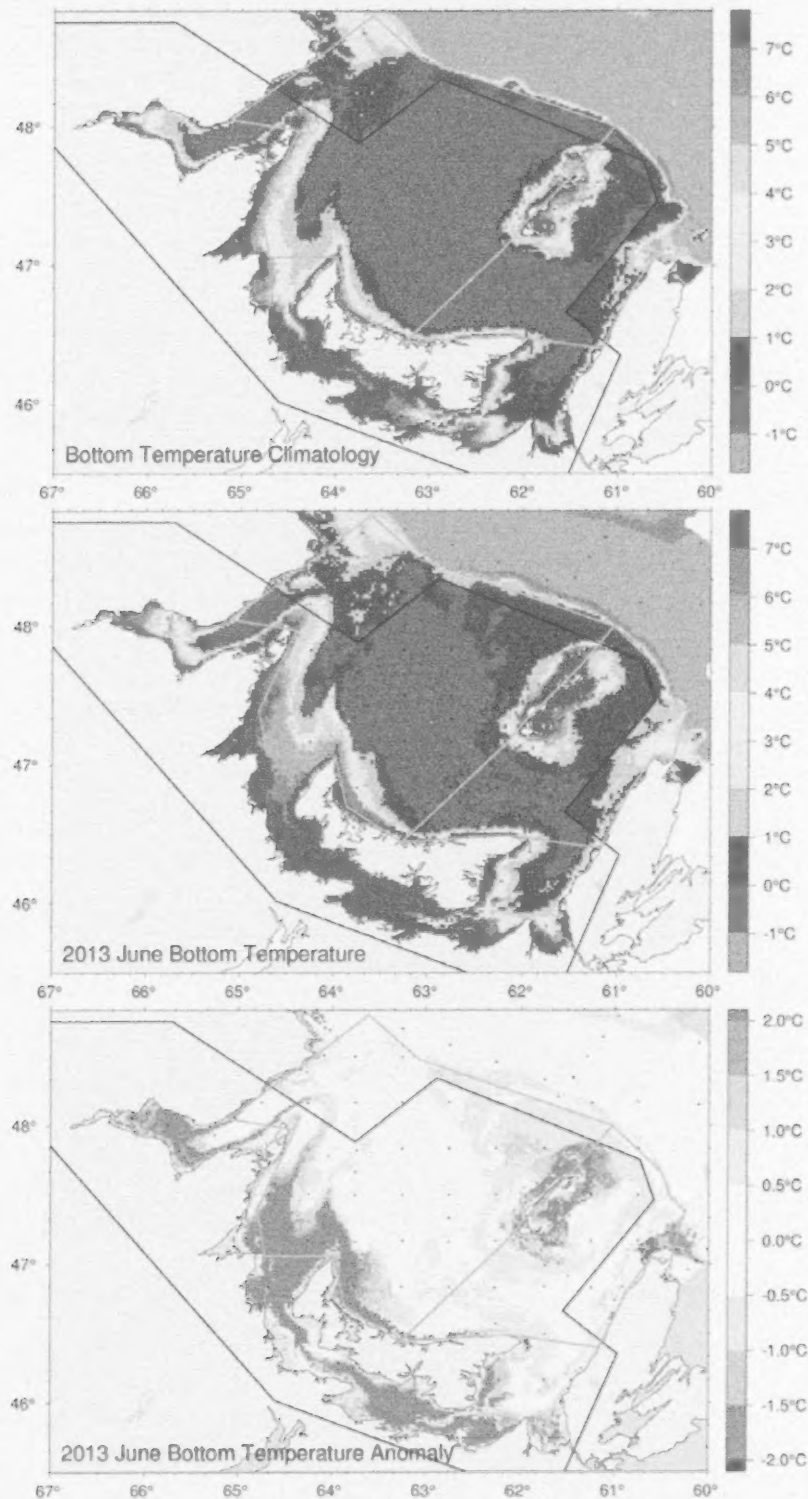 48°
47°
46°
Bottom Temperature Climatology
67° 66° 65° 64° 63° 62° 61° 60°
7°C
6°C
5°C
4°C
3°C
2°C
1°C
0°C
-1°C
48°
47°
46°
2013 June Bottom Temperature
67° 66° 65° 64° 63° 62° 61° 60°
7°C
6°C
5°C
4°C
3°C
2°C
1°C
0°C
-1°C
48°
47°
46°
2013 June Bottom Temperature Anomaly
67° 66° 65° 64° 63° 62° 61° 60°
2.0°C
1.5°C
1.0°C
0.5°C
0.0°C
-0.5°C
-1.0°C
-1.5°C
-2.0°C